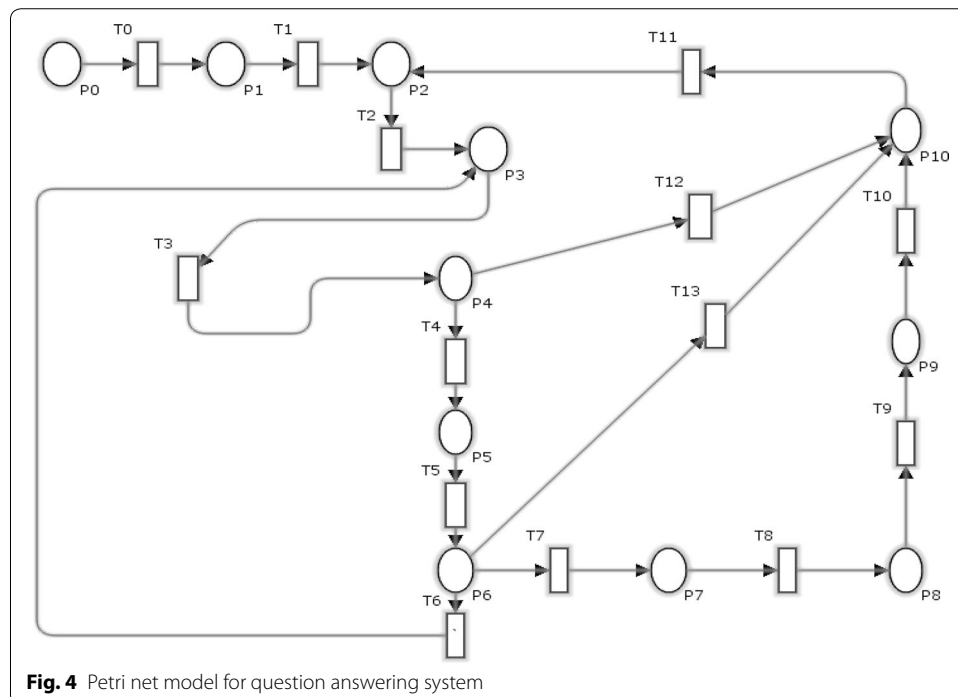 T0
T1
T11
P0
P1
P2
T2
P10
P3
T12
T10
T3
T13
P4
T4
P9
T9
P5
T5
T7
T8
P6
P7
P8
T6
Fig. 4 Petri net model for question answering system